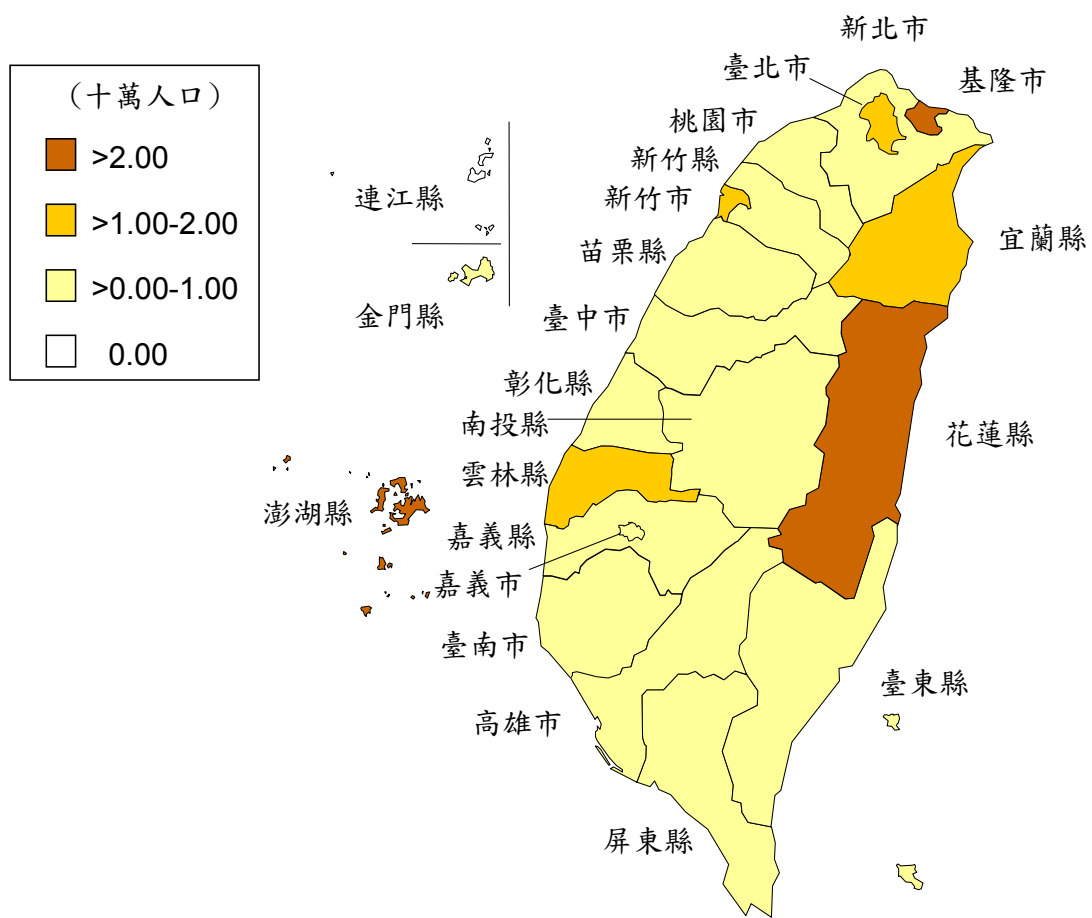 （十萬人口）
>2.00
>1.00-2.00
>0.00-1.00
0.00
新北市
臺北市
基隆市
桃園市
新竹縣
新竹市
連江縣
苗栗縣
宜蘭縣
金門縣
臺中市
彰化縣
南投縣
花蓮縣
雲林縣
澎湖縣
嘉義縣
嘉義市
臺南市
臺東縣
高雄市
屏東縣